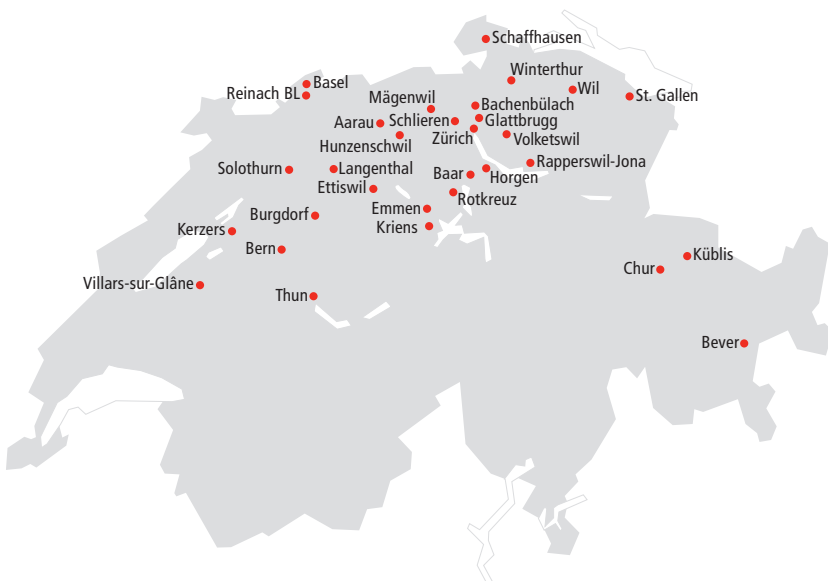 Schaffhausen
Winterthur
Basel
Wil
Reinach BL
St. Gallen
Mägenwil
Bachenbülach
Aarau
Schlieren
Glattbrugg
Zürich
Volketswil
Hunzenschwil
Rapperswil-Jona
Solothurn
Langenthal
Baar
Horgen
Ettiswil
Rotkreuz
Emmen
Burgdorf
Kriens
Kerzers
Bern
Küblis
Chur
Villars-sur-Glâne
Thun
Bever